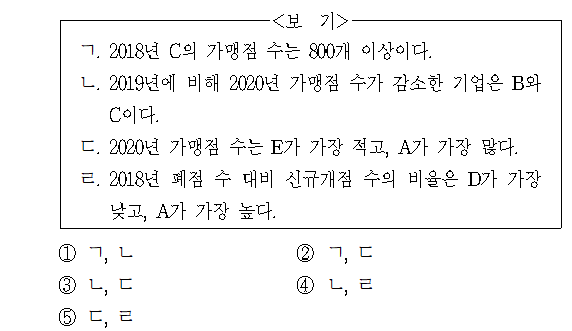 <보 기>
ㄱ. 2018년 C의 가맹점 수는 800개 이상이다.
ㄴ. 2019년에 비해 2020년 가맹점 수가 감소한 기업은 B와
C이다.
ㄷ. 2020년 가맹점 수는 E가 가장 적고, A가 가장 많다.
ㄹ. 2018년 폐점 수 대비 신규개점 수의 비율은 D가 가장
낮고, A가 가장 높다.
① ㄱ, ㄴ ② ㄱ, ㄷ
③ ㄴ, ㄷ ④ ㄴ, ㄹ
⑤ ㄷ, ㄹ